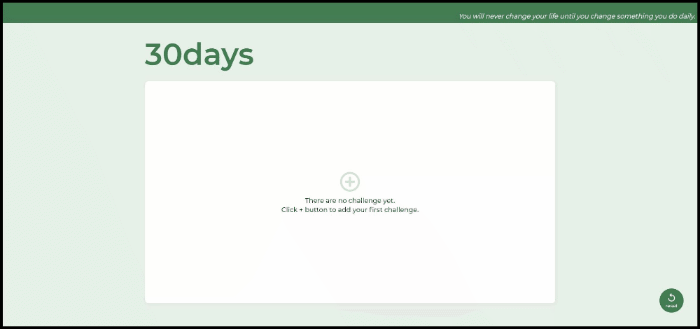 You will never change your life until you change something you do daily.
30days
There are no challenge yet.
Click + button to add your first challenge.